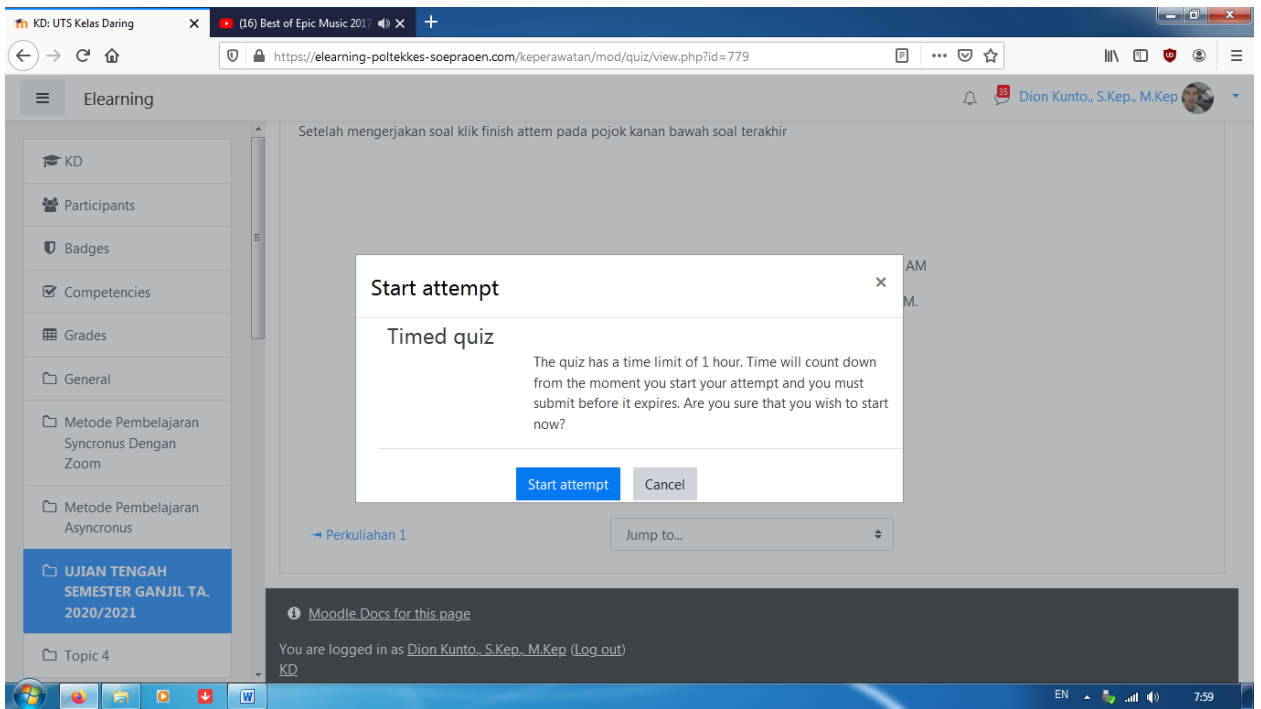 KD: UTS Kelas Daring
(16) Best of Epic Music 2017
https://elearning-poltekkes-soepraoen.com/keperawatan/mod/quiz/view.php?id=779
Elearning
35
Dion Kunto., S.Kep., M.Kep
Setelah mengerjakan soal klik finish attem pada pojok kanan bawah soal terakhir
KD
Participants
Badges
Competencies
Grades
General
Metode Pembelajaran
Syncronus Dengan
Zoom
Metode Pembelajaran
Asyncronus
UJIAN TENGAH
SEMESTER GANJIL TA.
2020/2021
Topic 4
AM
M.
Start attempt
Timed quiz
The quiz has a time limit of 1 hour. Time will count down
from the moment you start your attempt and you must
submit before it expires. Are you sure that you wish to start
now?
Start attempt
Cancel
Perkuliahan 1
Jump to...
Moodle Docs for this page
You are logged in as Dion Kunto., S.Kep., M.Kep (Log out)
KD
EN
7:59